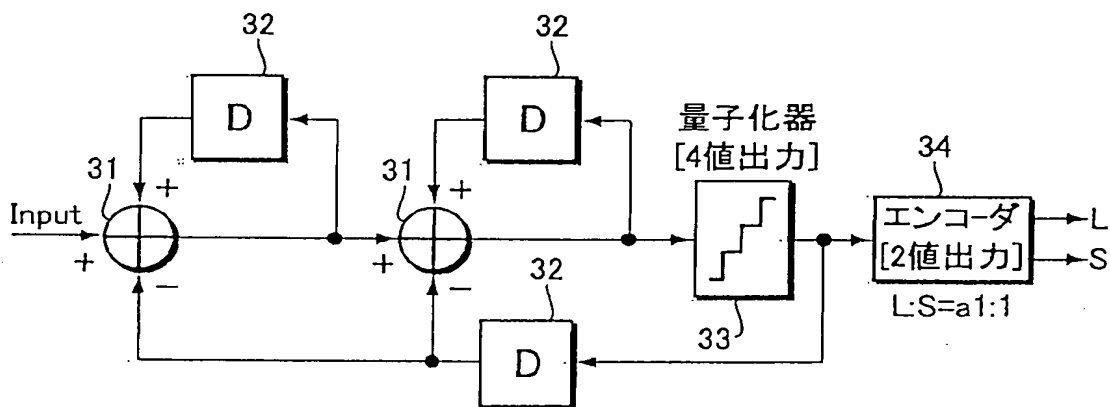 32
32
D
D
量子化器
[4値出力]
34
31
+
31
+
Input
+
+
エンコーダ
[2値出力]
L
S
−
−
32
33
L:S=a1:1
D